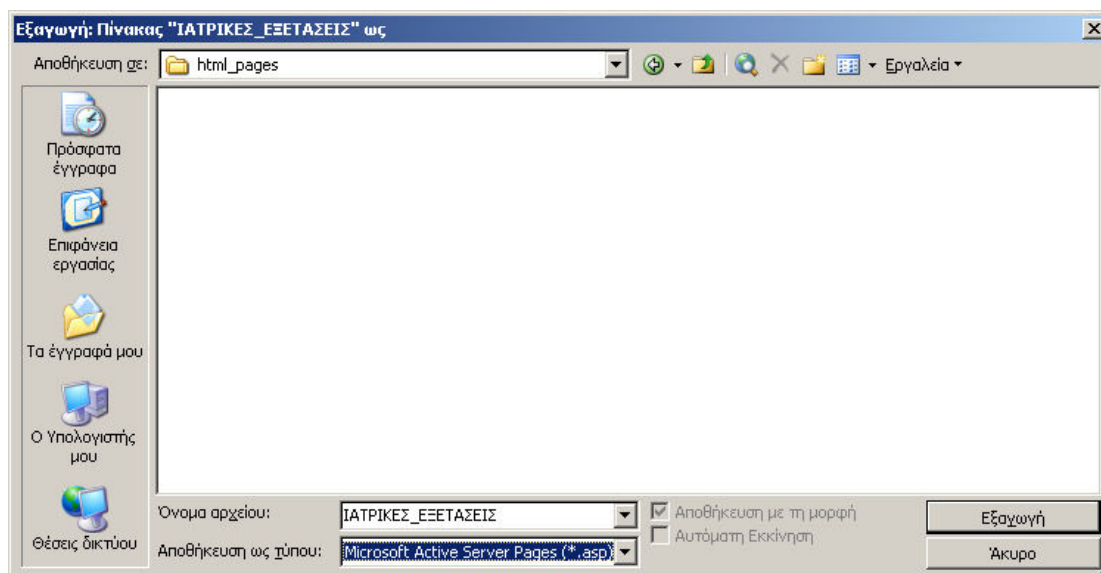 Εξαγωγή: Πίνακας "ΙΑΤΡΙΚΕΣ_ΕΞΕΤΑΣΕΙΣ" ως
Αποθήκευση σε:
html_pages
Εργαλεία
Πρόσφατα
έγγραφα
Επιφάνεια
εργασίας
Τα έγγραφά μου
Ο Υπολογιστής
μου
Θέσεις δικτύου
Όνομα αρχείου:
ΙΑΤΡΙΚΕΣ_ΕΞΕΤΑΣΕΙΣ
Αποθήκευση με τη μορφή
Εξαγωγή
Αυτόματη Εκκίνηση
Αποθήκευση ως τύπου:
Microsoft Active Server Pages (*.asp)
Άκυρο